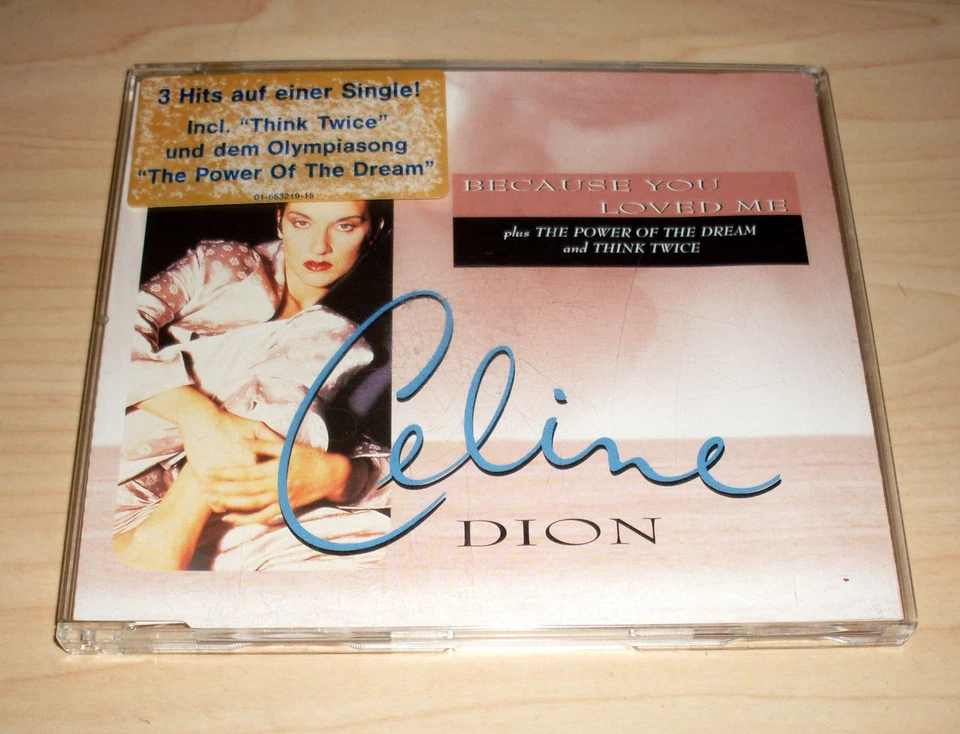 3 Hits auf einer Single!
Incl. "Think Twice"
und dem Olympiasong
"The Power Of The Dream"
01-663219-18
BECAUSE YOU
LOVED ME
plus THE POWER OF THE DREAM
and THINK TWICE
Celine
DION